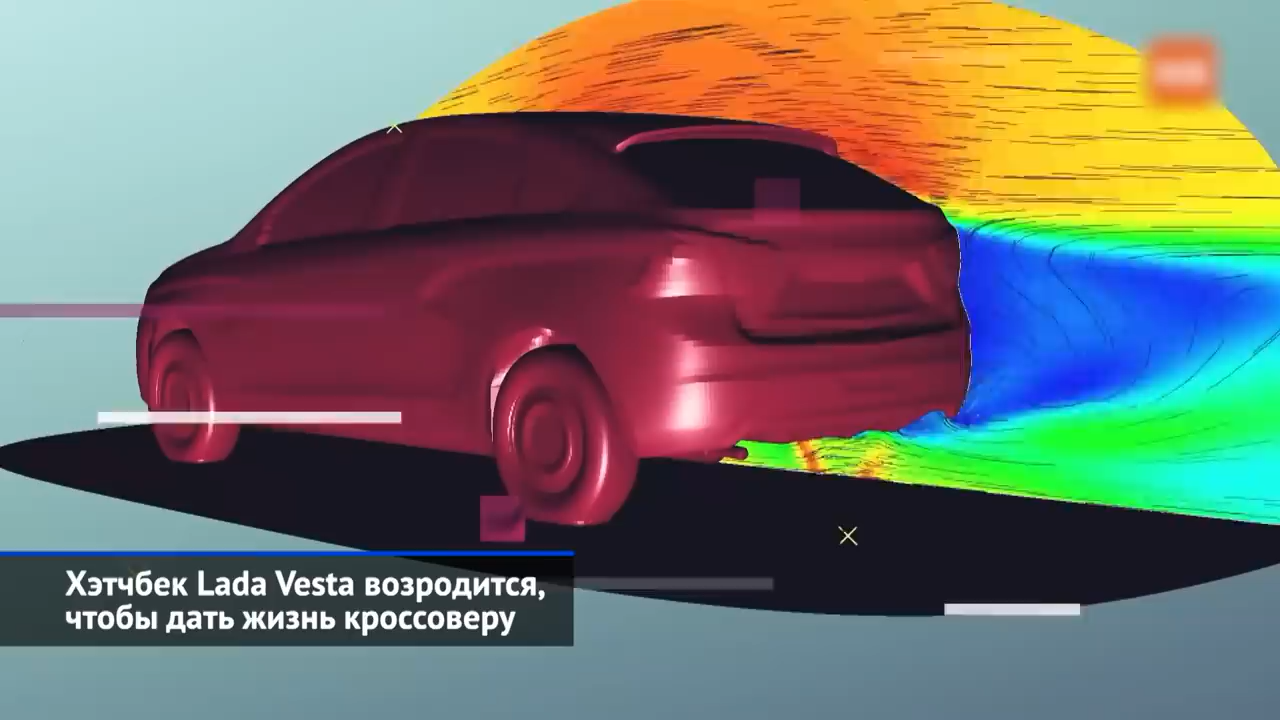 Хэтчбек Lada Vesta возродится,
чтобы дать жизнь кроссоверу